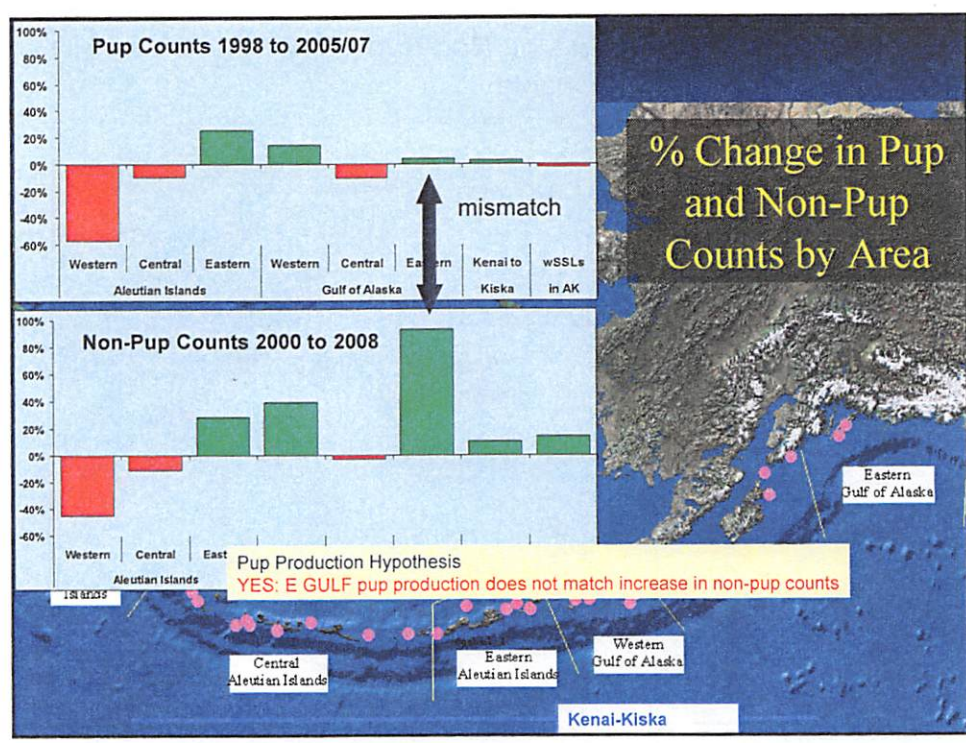 Pup Counts 1998 to 2005/07
100%
80%
60%
40%
20%
0%
-20%
-40%
-60%
Western Central Eastern Western Central Eastern Kenai to wSSLs
Aleutian Islands Gulf of Alaska Kiska in AK
mismatch
% Change in Pup
and Non-Pup
Counts by Area
Non-Pup Counts 2000 to 2008
100%
80%
60%
40%
20%
0%
-20%
-40%
-60%
Western Central
Aleutian Islands
Pup Production Hypothesis
YES: E GULF pup production does not match increase in non-pup counts
Islands
Central
Aleutian Islands
Eastern
Aleutian Islands
Western
Gulf of Alaska
Eastern
Gulf of Alaska
Kenai-Kiska